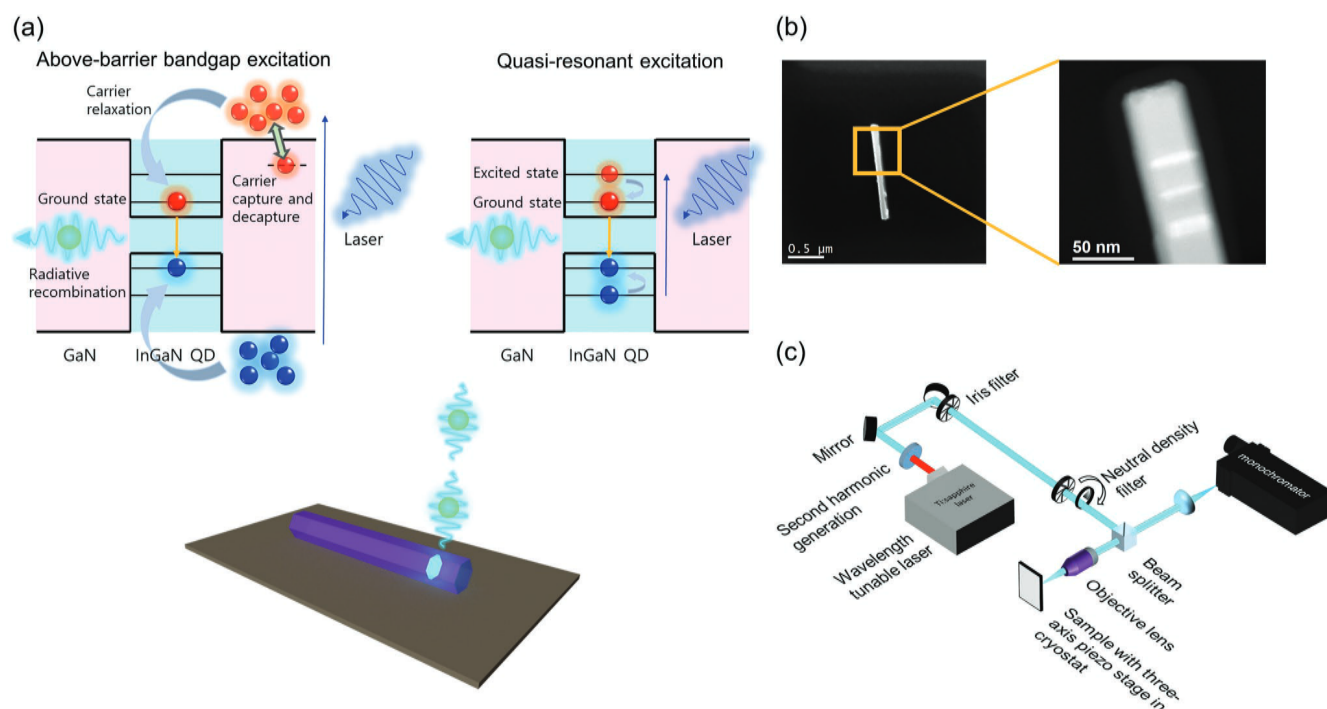 (a)
Above-barrier bandgap excitation
Carrier
relaxation
Ground state
Carrier
capture and
decapture
Laser
Radiative
recombination
GaN
InGaN QD
Quasi-resonant excitation
Excited state
Ground state
Laser
GaN
InGaN QD
(b)
0.5 μm
50 nm
(c)
Iris filter
Mirror
Neutral density
filter
monochromator
Second harmonic
generation
Ti:sapphire
laser
Wavelength
tunable laser
Beam
splitter
Objective lens
Sample with three-
axis piezo stage in
cryostat